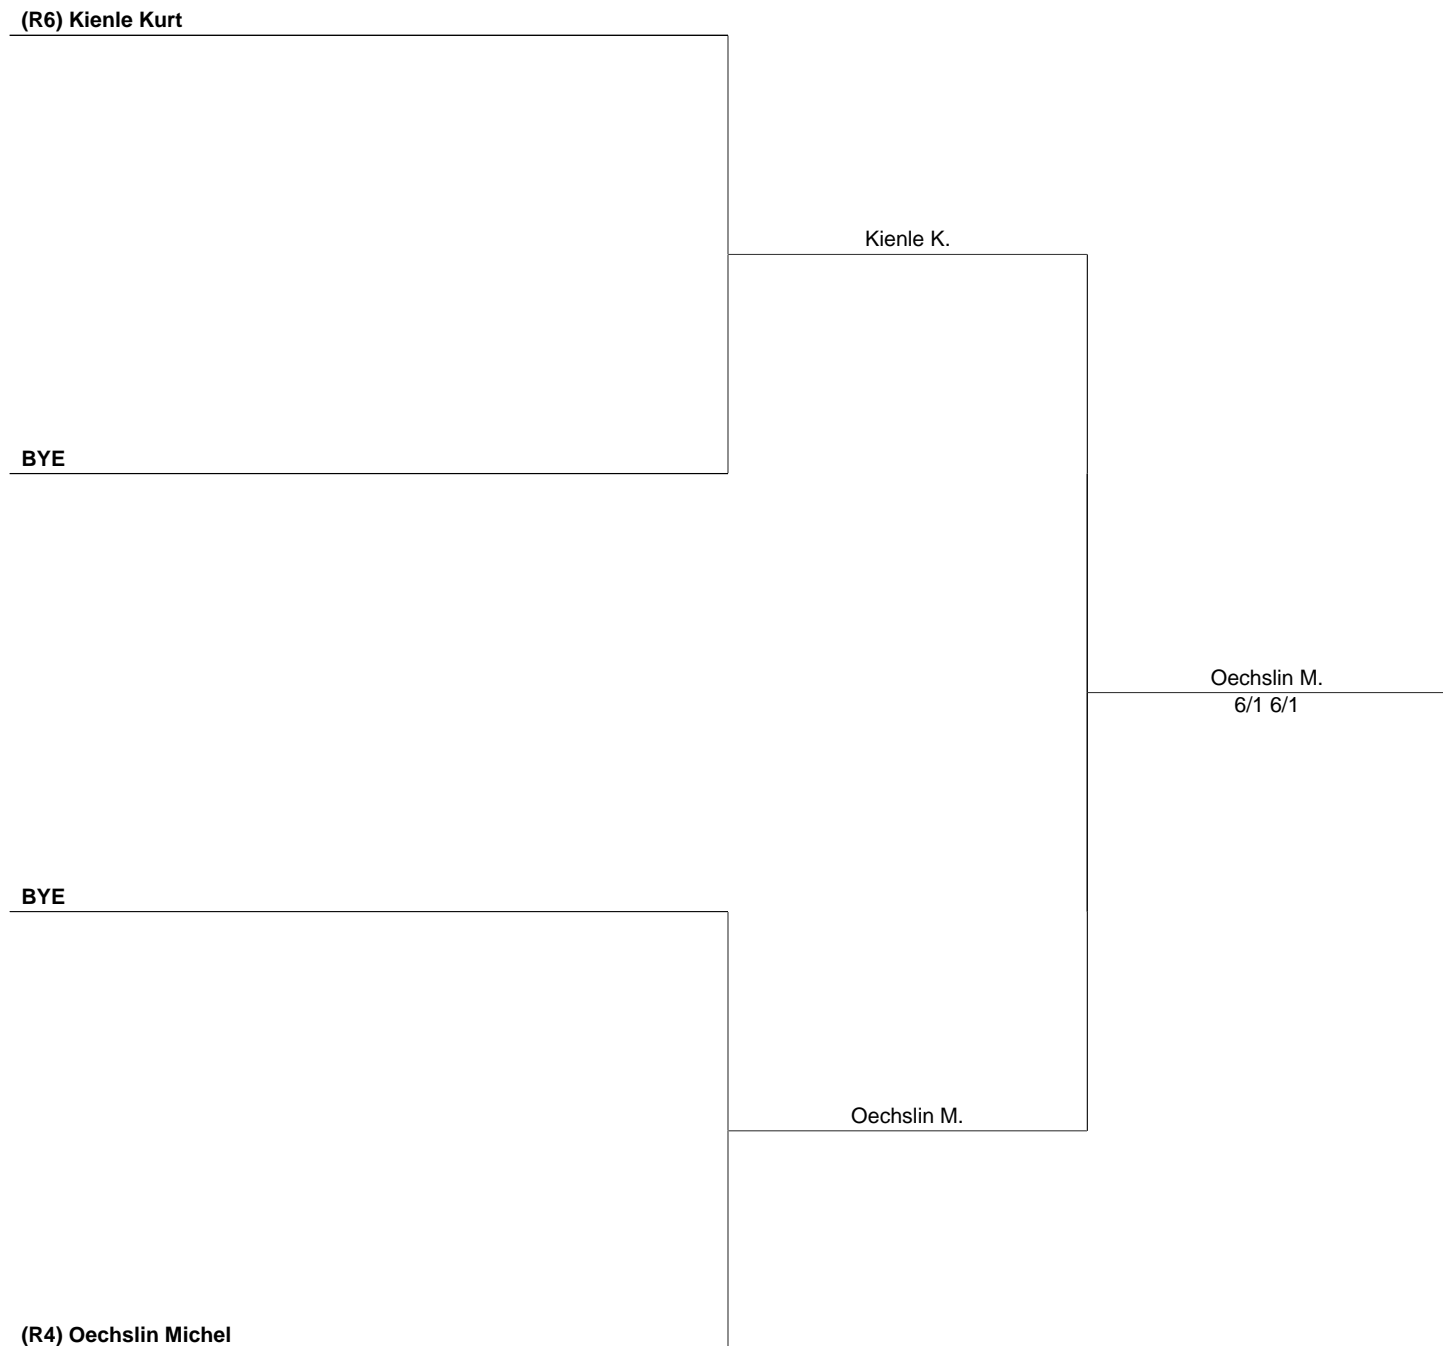 (R6) Kienle Kurt
Kienle K.
BYE
Oechslin M.
6/1 6/1
BYE
Oechslin M.
(R4) Oechslin Michel